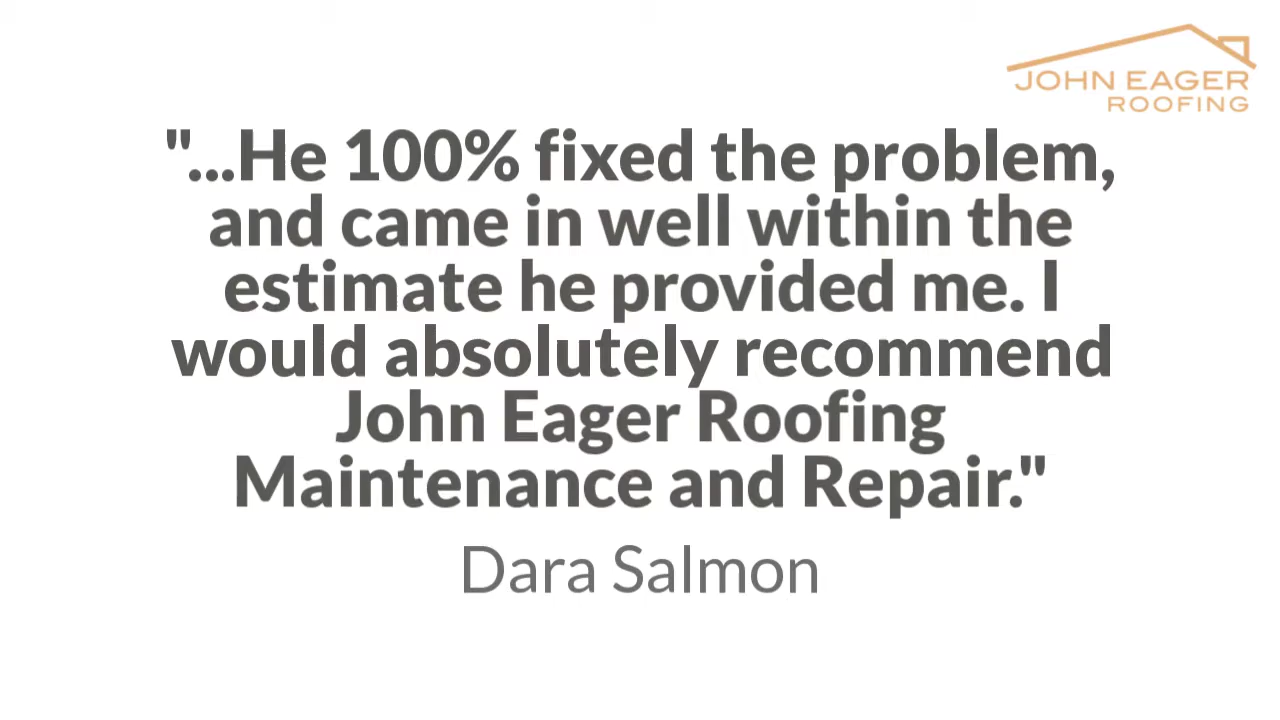 JOHN EAGER
ROOFING
"...He 100% fixed the problem,
and came in well within the
estimate he provided me. I
would absolutely recommend
John Eager Roofing
Maintenance and Repair."
Dara Salmon